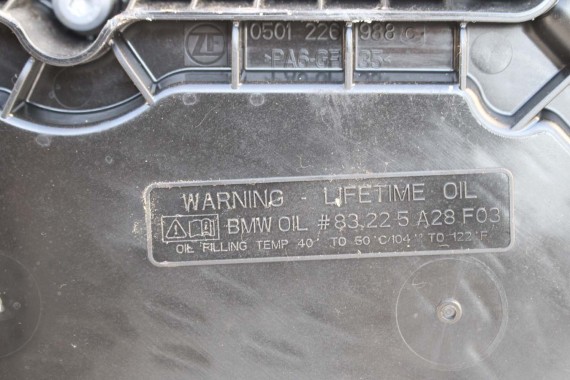 ZF 0501 220 988
WARNING - LIFETIME OIL
BMW OIL #83 22 5 A28 F03
OIL FILLING TEMP 40° TO 50°C/104° TO 122°F